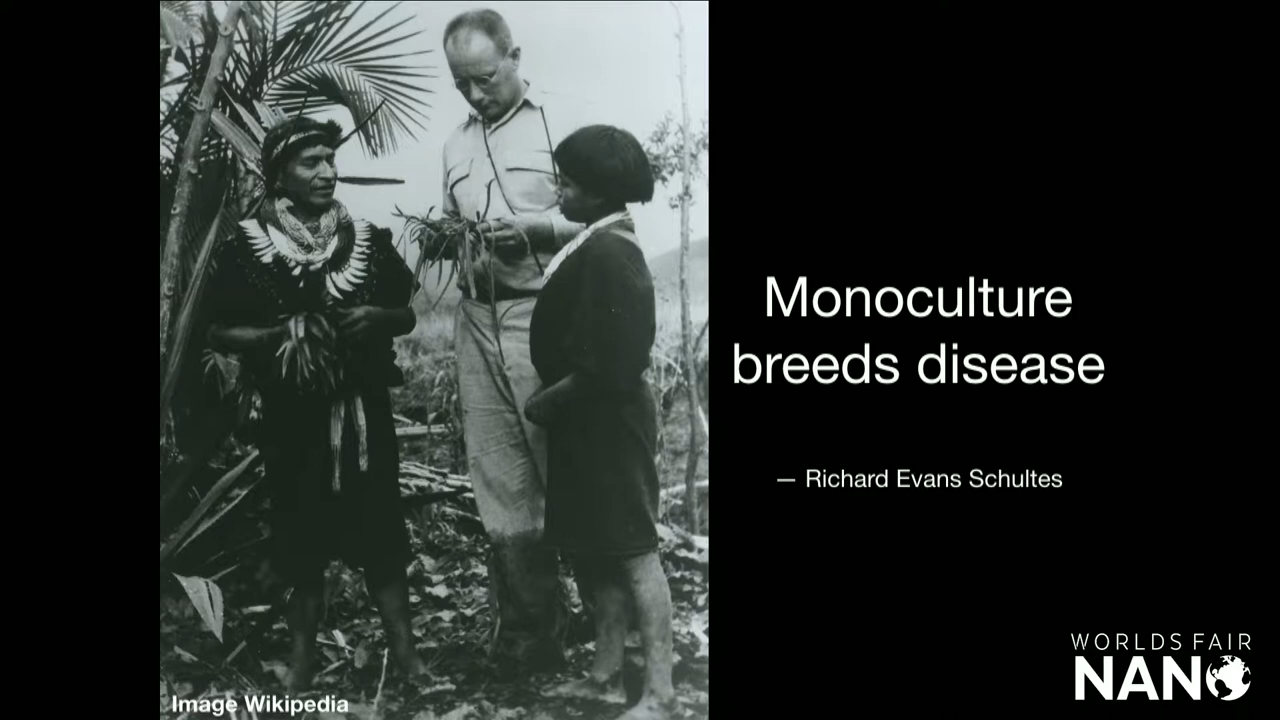 Monoculture
breeds disease
— Richard Evans Schultes
Image Wikipedia
WORLDS FAIR
NANO